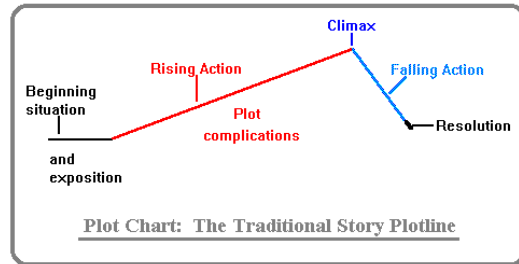 Climax
Rising Action
Falling Action
Beginning
situation
Plot
complications
Resolution
and
exposition
Plot Chart: The Traditional Story Plotline